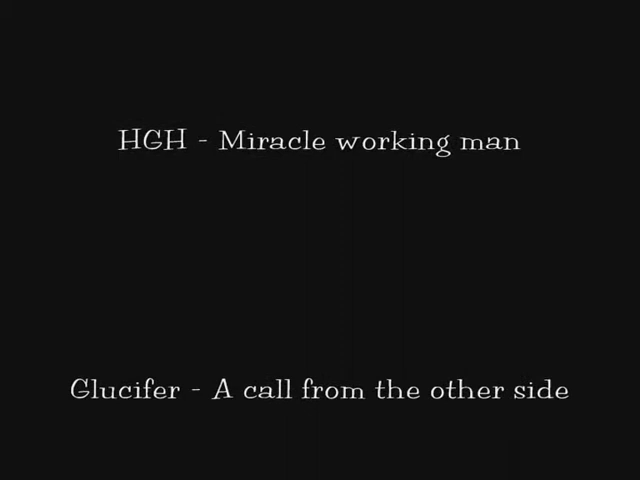 HGH - Miracle working man
Glucifer - A call from the other side